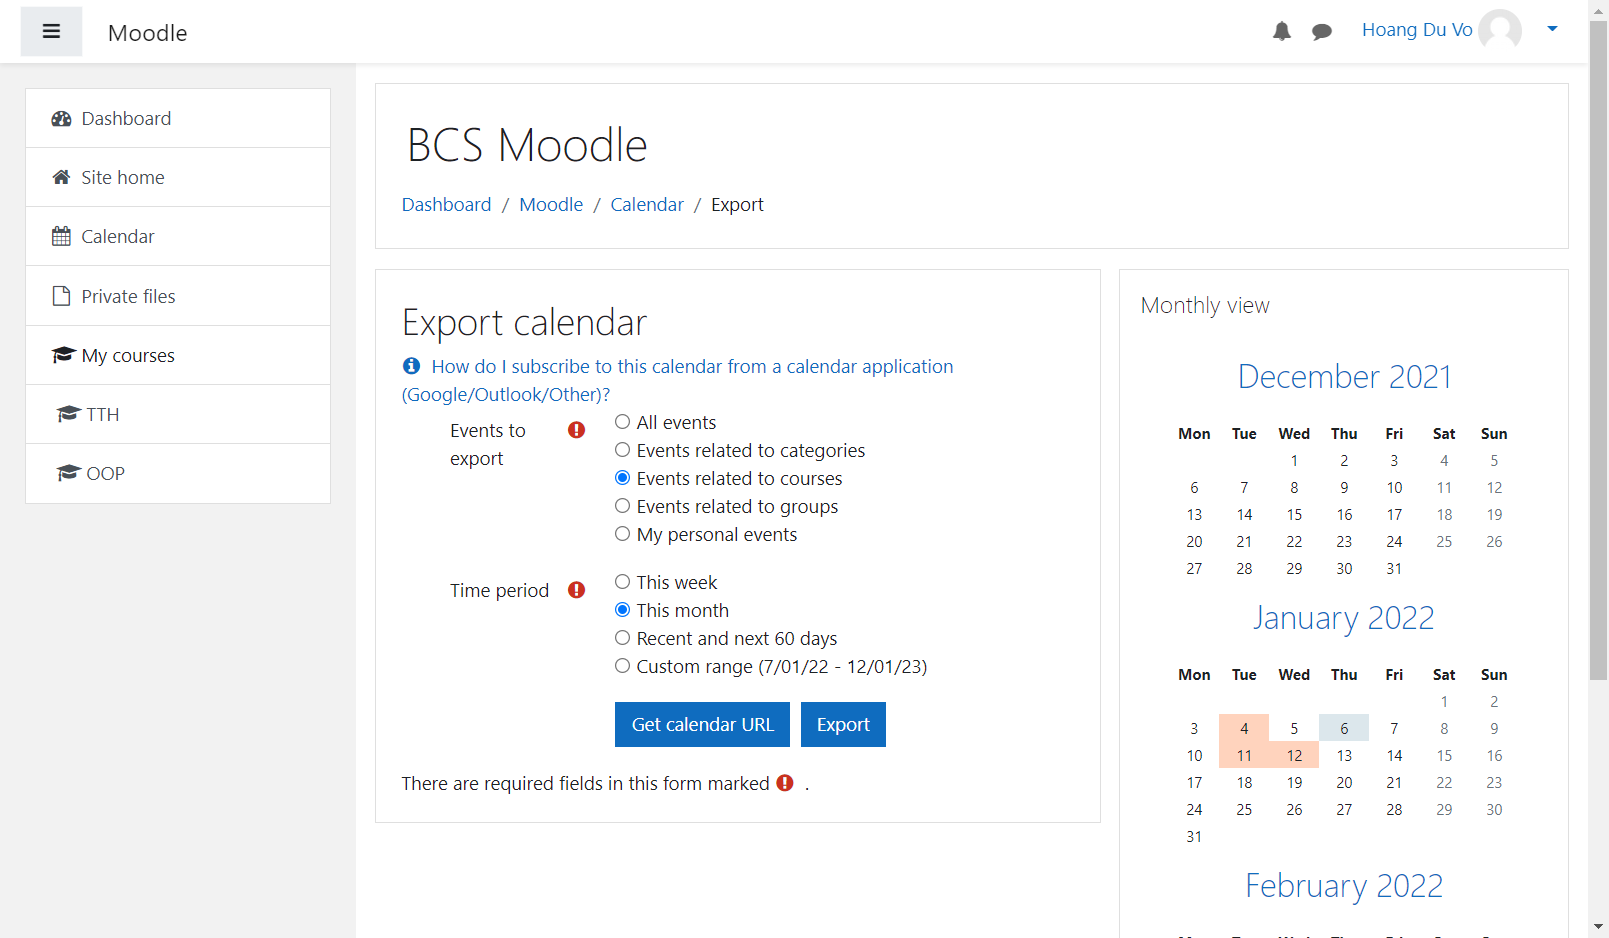 Moodle
Hoang Du Vo
Dashboard
Site home
Calendar
Private files
My courses
TTH
OOP
BCS Moodle
Dashboard / Moodle / Calendar / Export
Export calendar
How do I subscribe to this calendar from a calendar application
(Google/Outlook/Other)?
Events to
export
All events
Events related to categories
Events related to courses
Events related to groups
My personal events
Time period
This week
This month
Recent and next 60 days
Custom range (7/01/22 - 12/01/23)
Get calendar URL
Export
There are required fields in this form marked .
Monthly view
December 2021
Mon Tue Wed Thu Fri Sat Sun
1 2 3 4 5
6 7 8 9 10 11 12
13 14 15 16 17 18 19
20 21 22 23 24 25 26
27 28 29 30 31
January 2022
Mon Tue Wed Thu Fri Sat Sun
1 2
3 4 5 6 7 8 9
10 11 12 13 14 15 16
17 18 19 20 21 22 23
24 25 26 27 28 29 30
31
February 2022